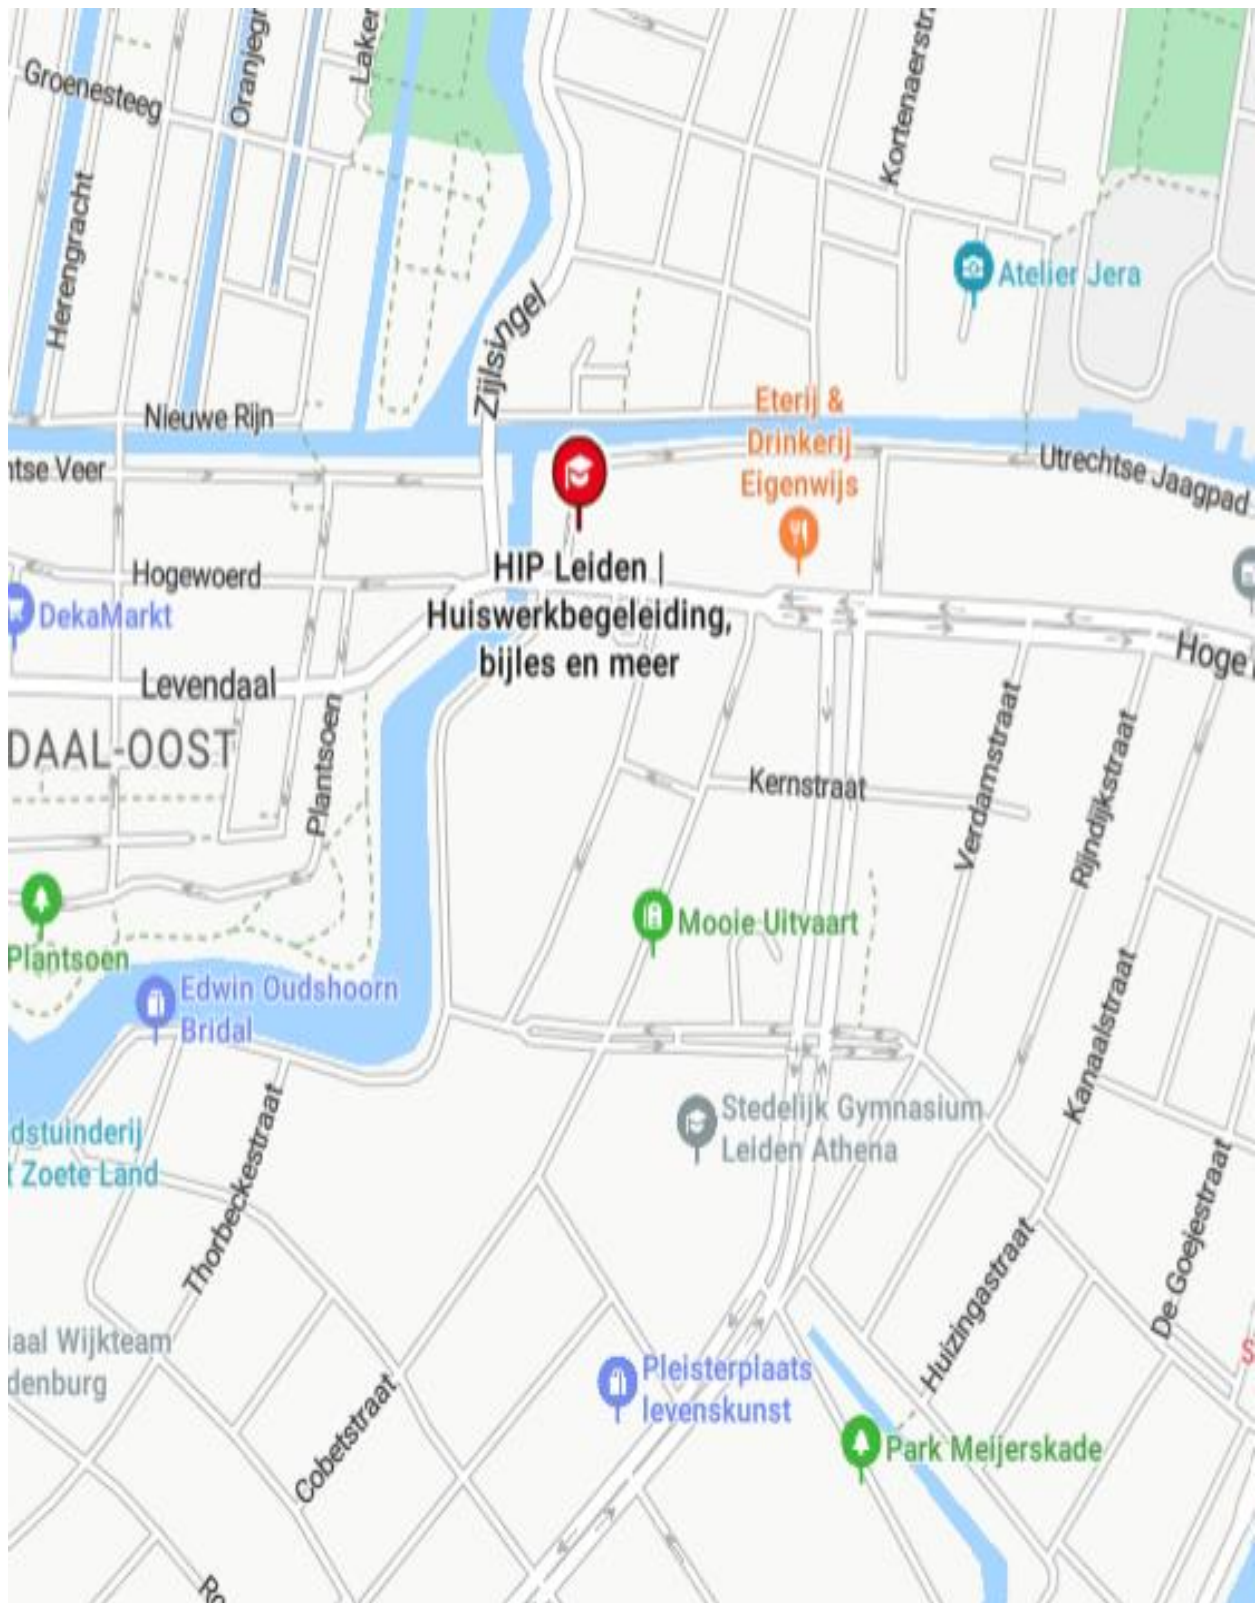 Groenesteeg
Oranjegr
Laker
Kortenaerstr
Herengracht
Zijlsingel
Atelier Jera
Nieuwe Rijn
Eterij &
Drinkerij
Eigenwijs
ntse Veer
Utrechtse Jaagpad
Hogewoerd
HIP Leiden |
Huiswerkbegeleiding,
bijles en meer
DekaMarkt
Levendaal
Hoge
DAAL-OOST
Plantsoen
Kernstraat
Verdamstraat
Rijndijkstraat
Plantsoen
Mooie Uitvaart
Edwin Oudshoorn
Bridal
Kanaalstraat
Stedelijk Gymnasium
Leiden Athena
dstuinderij
t Zoete Land
Thorbeckestraat
De Goejestraat
Huizingastraat
iaal Wijkteam
denburg
S
Pleisterplaats
levenskunst
Cobetstraat
Park Meijerskade
Ro